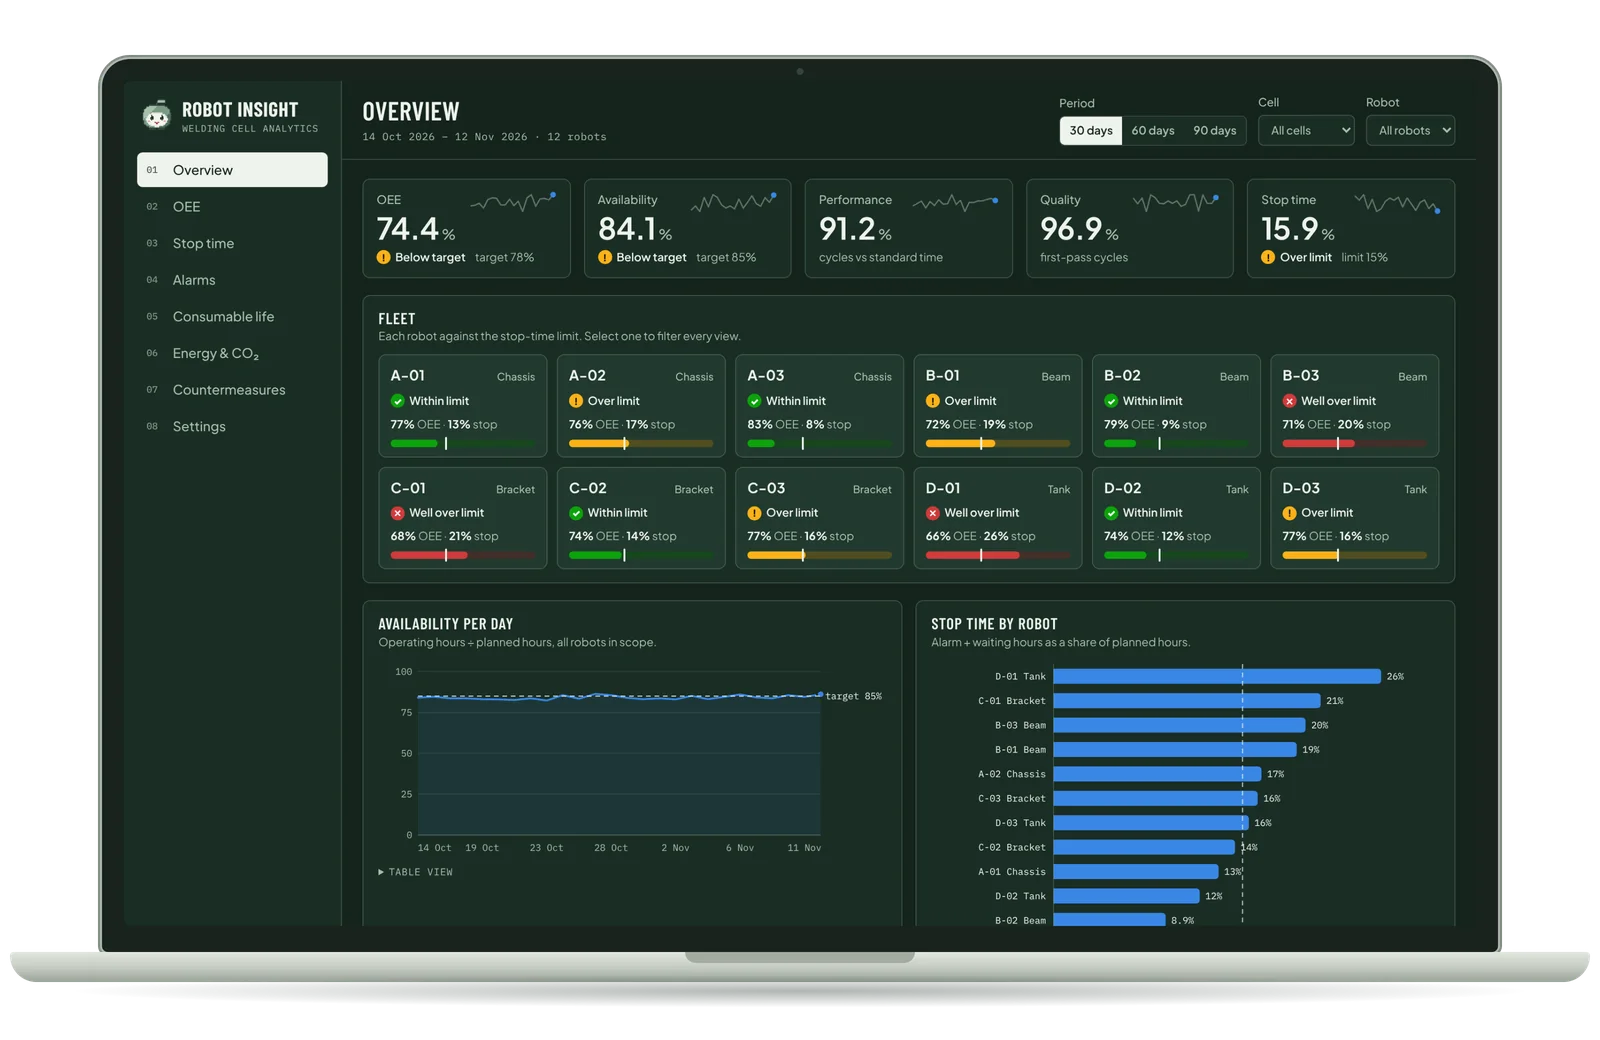 ROBOT INSIGHT
WELDING CELL ANALYTICS
01 Overview
02 OEE
03 Stop time
04 Alarms
05 Consumable life
06 Energy & CO₂
07 Countermeasures
08 Settings
OVERVIEW
14 Oct 2026 – 12 Nov 2026 · 12 robots
Period
30 days 60 days 90 days
Cell
All cells
Robot
All robots
OEE
74.4 %
! Below target target 78%
Availability
84.1 %
! Below target target 85%
Performance
91.2 %
cycles vs standard time
Quality
96.9 %
first-pass cycles
Stop time
15.9 %
! Over limit limit 15%
FLEET
Each robot against the stop-time limit. Select one to filter every view.
A-01 Chassis
Within limit
77% OEE · 13% stop
A-02 Chassis
! Over limit
76% OEE · 17% stop
A-03 Chassis
Within limit
83% OEE · 8% stop
B-01 Beam
! Over limit
72% OEE · 19% stop
B-02 Beam
Within limit
79% OEE · 9% stop
B-03 Beam
Well over limit
71% OEE · 20% stop
C-01 Bracket
Well over limit
68% OEE · 21% stop
C-02 Bracket
Within limit
74% OEE · 14% stop
C-03 Bracket
! Over limit
77% OEE · 16% stop
D-01 Tank
Well over limit
66% OEE · 26% stop
D-02 Tank
Within limit
74% OEE · 12% stop
D-03 Tank
! Over limit
77% OEE · 16% stop
AVAILABILITY PER DAY
Operating hours ÷ planned hours, all robots in scope.
100
75
50
25
0
target 85%
14 Oct 19 Oct 23 Oct 28 Oct 2 Nov 6 Nov 11 Nov
▶ TABLE VIEW
STOP TIME BY ROBOT
Alarm + waiting hours as a share of planned hours.
D-01 Tank 26%
C-01 Bracket 21%
B-03 Beam 20%
B-01 Beam 19%
A-02 Chassis 17%
C-03 Bracket 16%
D-03 Tank 16%
C-02 Bracket 14%
A-01 Chassis 13%
D-02 Tank 12%
B-02 Beam 8.9%